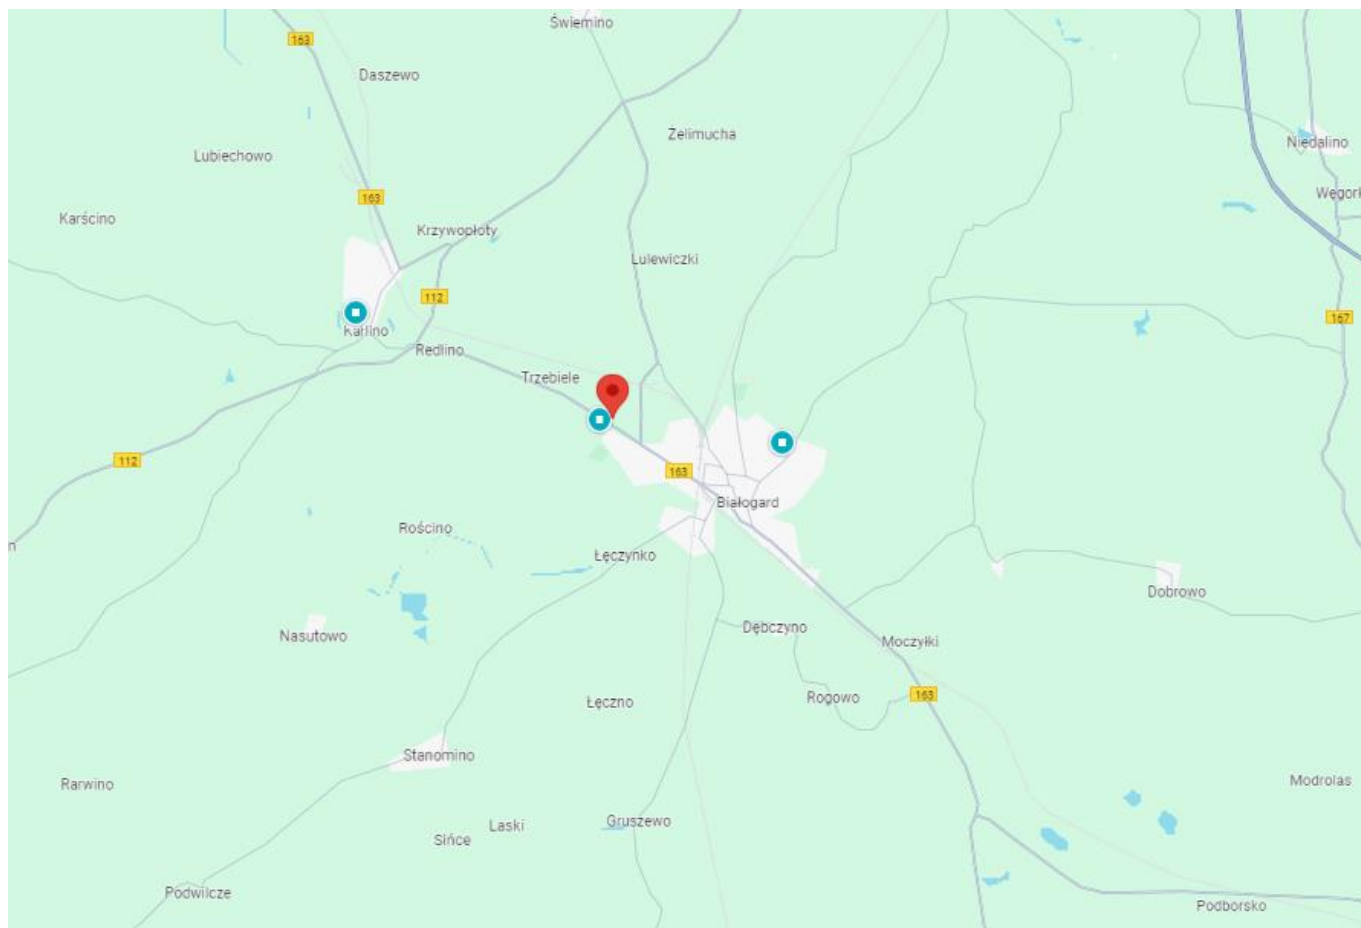 Świemino
163
Daszewo
Żelimucha
Niedalino
Lubiechowo
163
Karścino
Krzywopłoty
Lulewiczki
112
167
Karlino
Redlino
Trzebiele
112
163
Białogard
Rościno
Łęczynko
Dobrowo
Nasutowo
Dębczyno
Moczyłki
Łęczno
Rogowo
163
Stanomino
Rarwino
Modrolas
Laski
Gruszewo
Sińce
Podwilcze
Podborsko